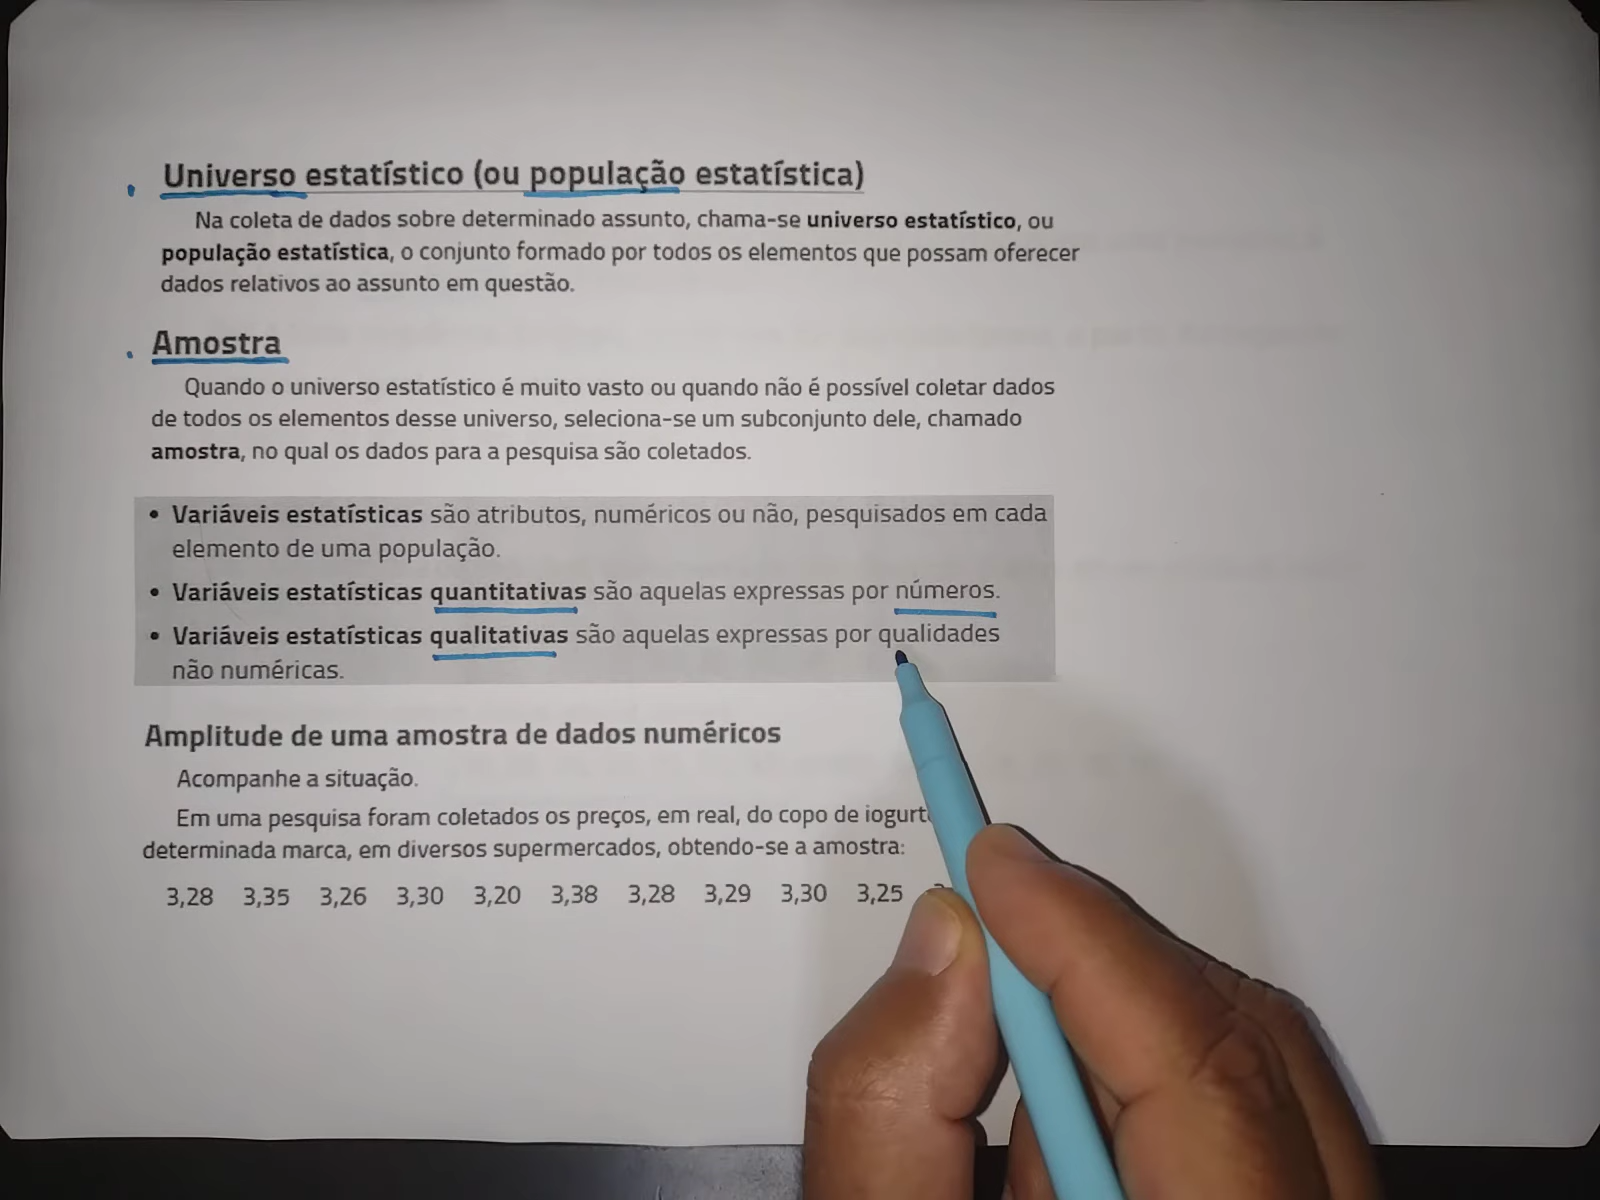 Universo estatístico (ou população estatística)
Na coleta de dados sobre determinado assunto, chama-se universo estatístico, ou
população estatística, o conjunto formado por todos os elementos que possam oferecer
dados relativos ao assunto em questão.
Amostra
Quando o universo estatístico é muito vasto ou quando não é possível coletar dados
de todos os elementos desse universo, seleciona-se um subconjunto dele, chamado
amostra, no qual os dados para a pesquisa são coletados.
• Variáveis estatísticas são atributos, numéricos ou não, pesquisados em cada
elemento de uma população.
• Variáveis estatísticas quantitativas são aquelas expressas por números.
• Variáveis estatísticas qualitativas são aquelas expressas por qualidades
não numéricas.
Amplitude de uma amostra de dados numéricos
Acompanhe a situação.
Em uma pesquisa foram coletados os preços, em real, do copo de
determinada marca, em diversos supermercados, obtendo-se a amostra:
3,28 3,35 3,26 3,30 3,20 3,38 3,28 3,29 3,30 3,25